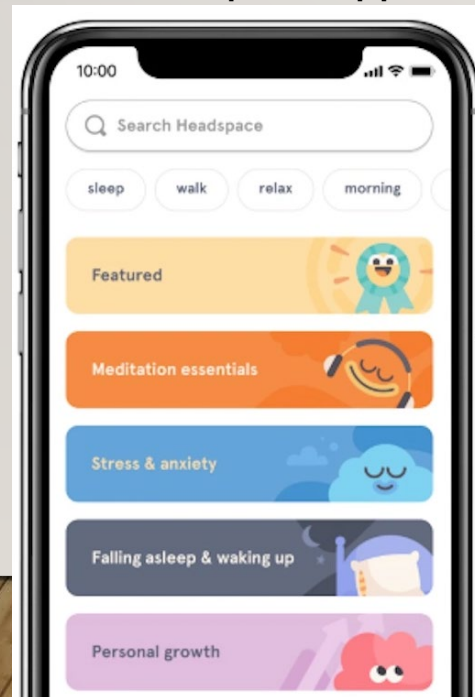 10:00
Search Headspace
sleep walk relax morning
Featured
Meditation essentials
Stress & anxiety
Falling asleep & waking up
Personal growth